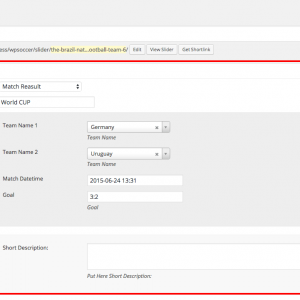 ess/wpsoccer/slider/the-brazil-nat...ootball-team-6/ Edit View Slider Get Shortlink
Match Reasult
World CUP
Team Name 1 Germany
Team Name
Team Name 2 Uruguay
Team Name
Match Datetime 2015-06-24 13:31
Goal 3:2
Goal
Short Description:
Put Here Short Description: